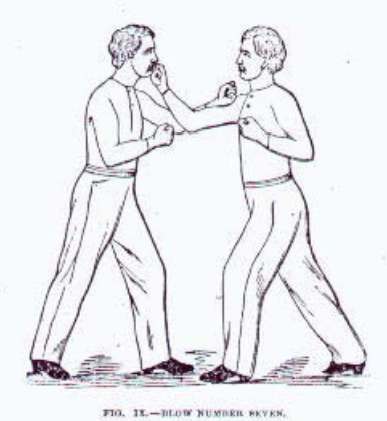 FIG. IX.—BLOW NUMBER SEVEN.